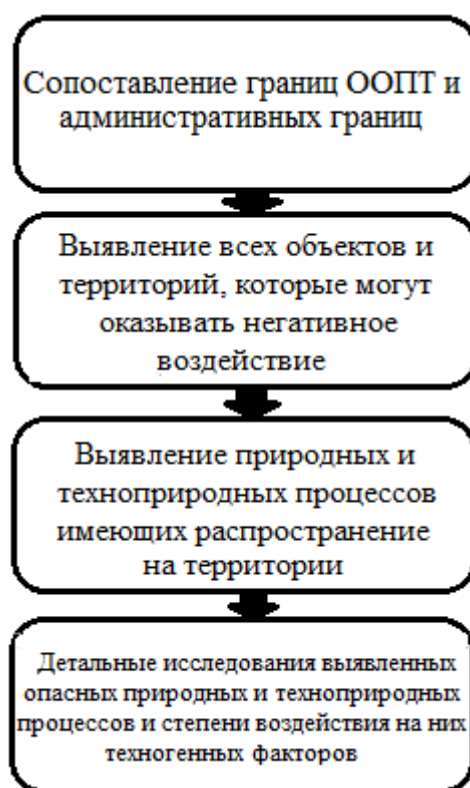 Сопоставление границ ООПТ и
административных границ
Выявление всех объектов и
территорий, которые могут
оказывать негативное
воздействие
Выявление природных и
техноприродных процессов
имеющих распространение
на территории
Детальные исследования выявленных
опасных природных и техноприродных
процессов и степени воздействия на них
техногенных факторов